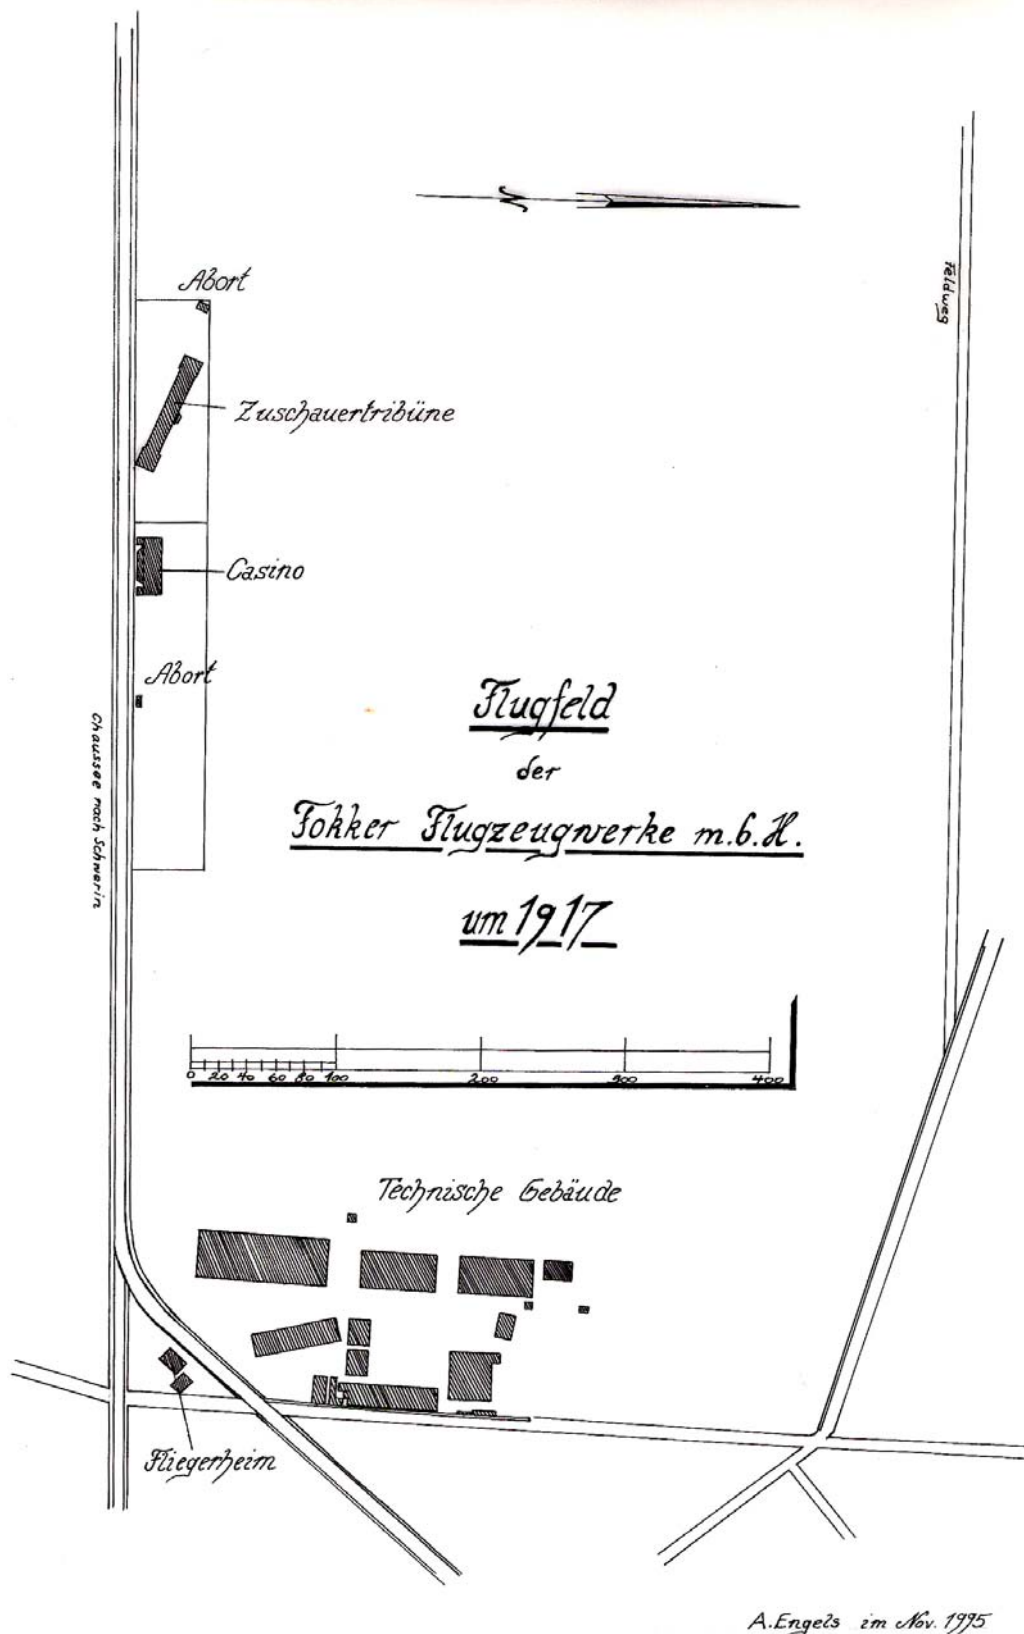 N
Abort
Feldweg
Zuschauertribüne
Casino
Abort
Chaussee nach Schwerin
Flugfeld
der
Fokker Flugzeugwerke m.b.H.
um 1917
0 20 40 60 80 100 200 300 400
Technische Gebäude
Fliegerheim
A. Engels im Nov. 1995